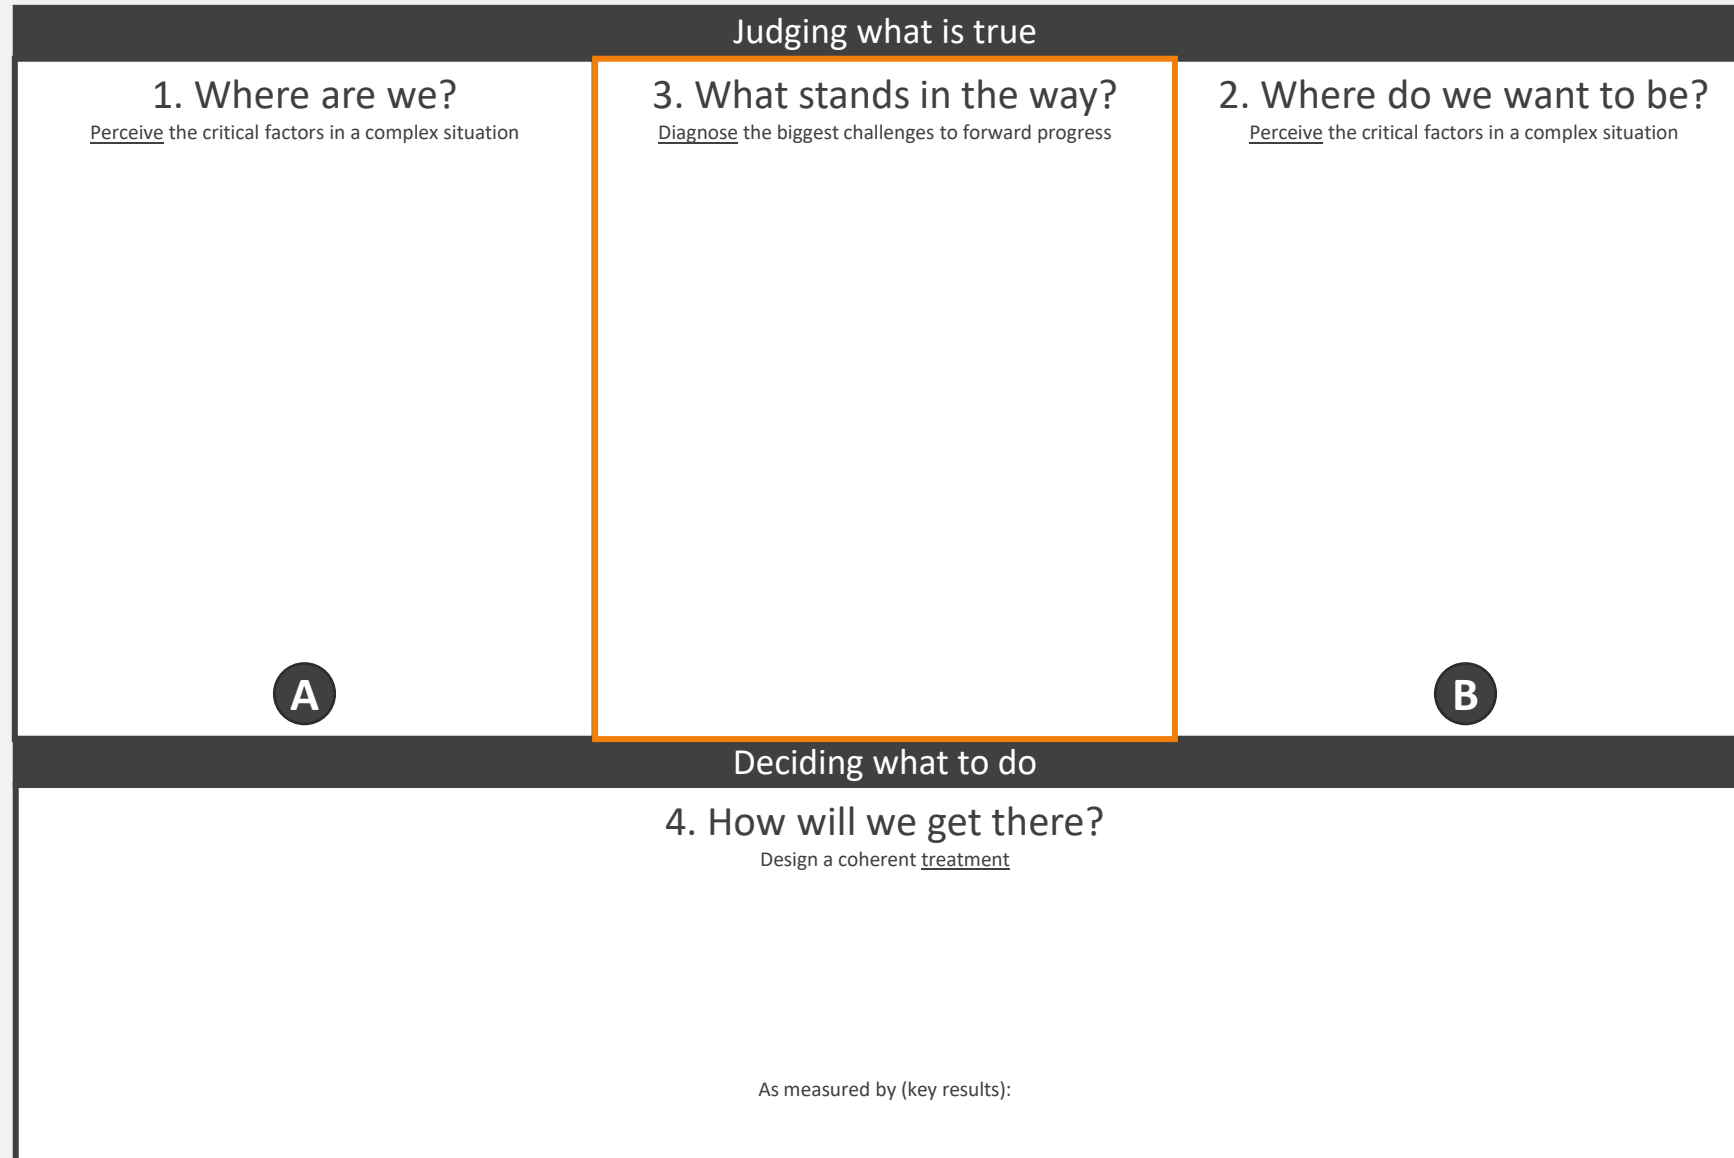 Judging what is true
1. Where are we?
Perceive the critical factors in a complex situation
A
3. What stands in the way?
Diagnose the biggest challenges to forward progress
2. Where do we want to be?
Perceive the critical factors in a complex situation
B
Deciding what to do
4. How will we get there?
Design a coherent treatment
As measured by (key results):